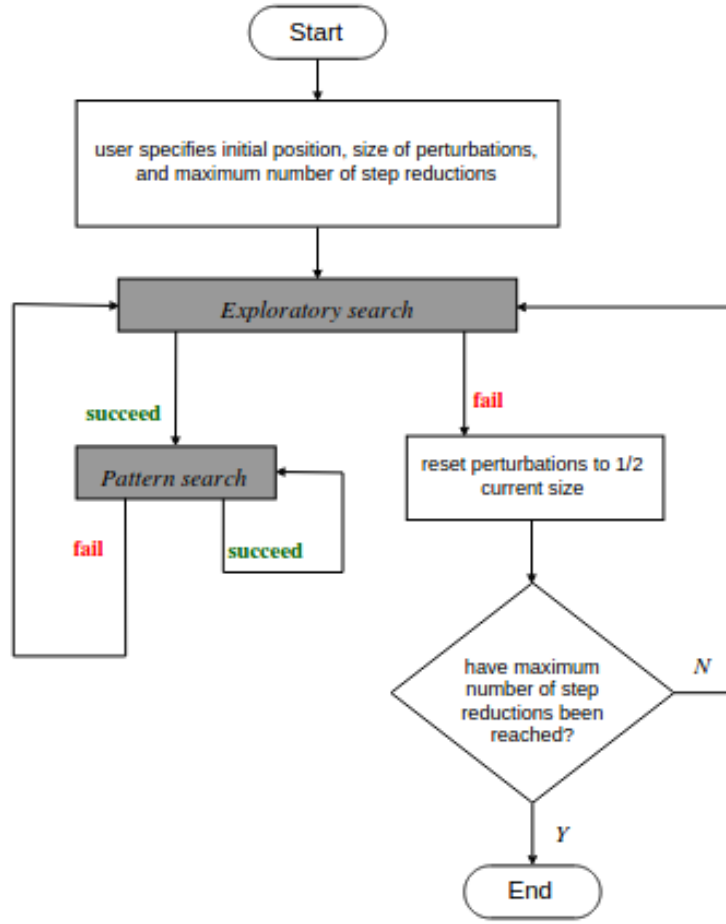 Start
user specifies initial position, size of perturbations,
and maximum number of step reductions
Exploratory search
succeed
fail
Pattern search
reset perturbations to 1/2
current size
fail
succeed
have maximum
number of step
reductions been
reached?
N
Y
End